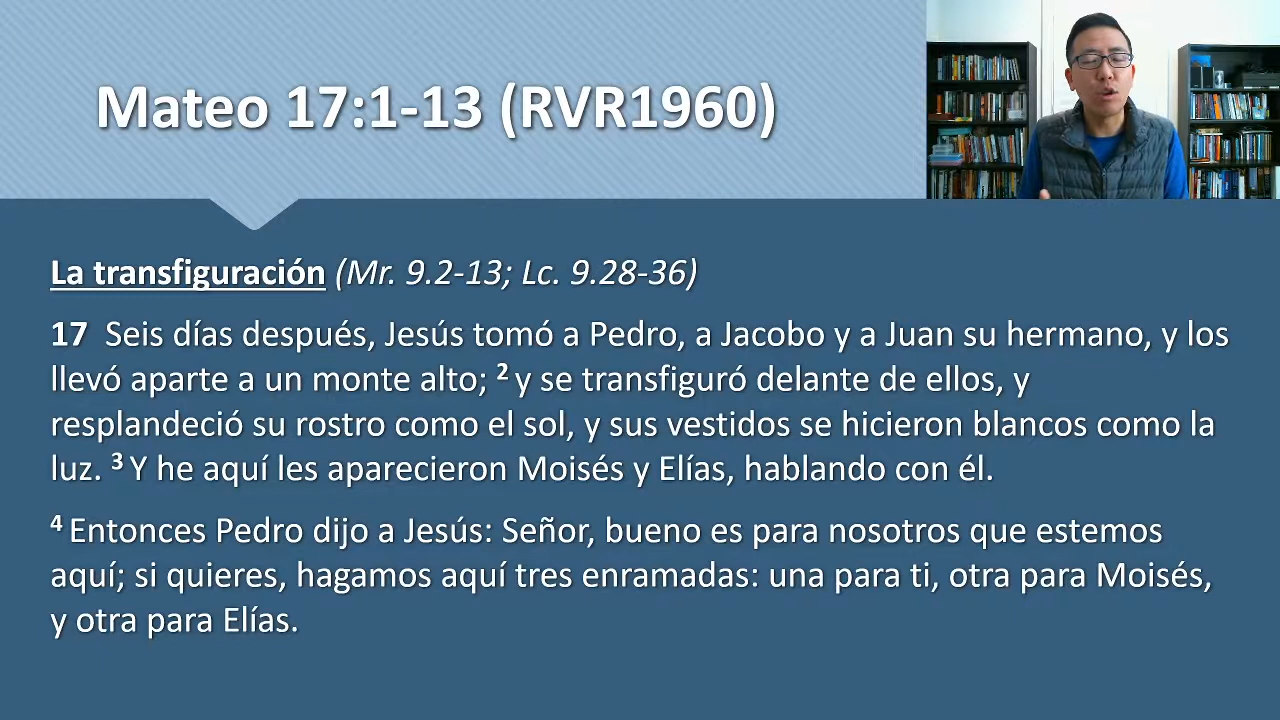 Mateo 17:1-13 (RVR1960)
La transfiguración (Mr. 9.2-13; Lc. 9.28-36)
17 Seis días después, Jesús tomó a Pedro, a Jacobo y a Juan su hermano, y los
llevó aparte a un monte alto; 2 y se transfiguró delante de ellos, y
resplandeció su rostro como el sol, y sus vestidos se hicieron blancos como la
luz. 3 Y he aquí les aparecieron Moisés y Elías, hablando con él.
4 Entonces Pedro dijo a Jesús: Señor, bueno es para nosotros que estemos
aquí; si quieres, hagamos aquí tres enramadas: una para ti, otra para Moisés,
y otra para Elías.